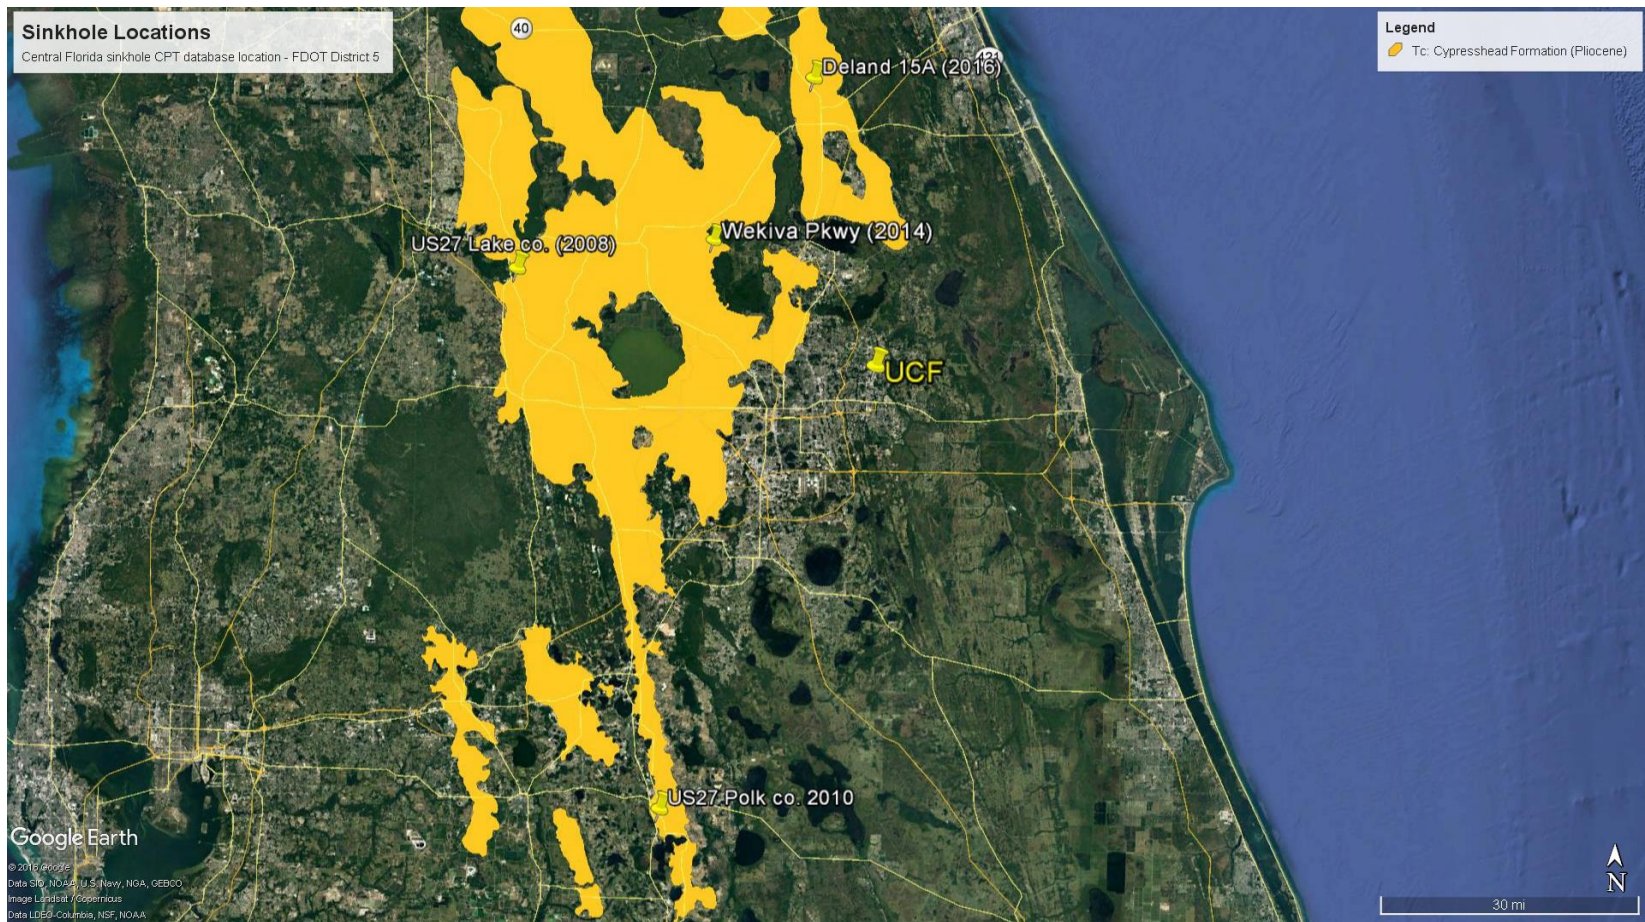 Sinkhole Locations
Central Florida sinkhole CPT database location - FDOT District 5
Legend
Tc: Cypresshead Formation (Pliocene)
40
421
Deland 15A (2016)
Wekiva Pkwy (2014)
US27 Lake co. (2008)
UCF
US27 Polk co. 2010
Google Earth
© 2016 Google
Data SIO, NOAA, U.S. Navy, NGA, GEBCO
Image Landsat / Copernicus
Data LDEO-Columbia, NSF, NOAA
N
30 mi